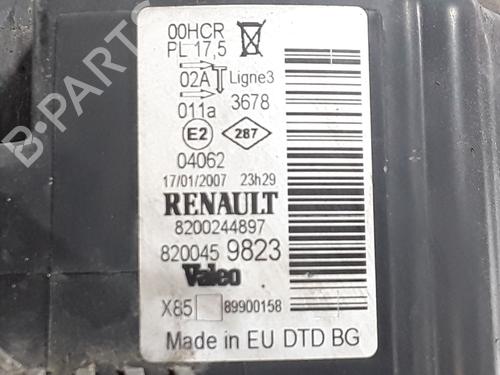 00HCR
PL 17,5
02A Ligne3
011a 3678
E2 287
04062
17/01/2007 23h29
RENAULT
8200244897
820045 9823
Valeo
X85 89900158
Made in EU DTD BG
B-PARTS